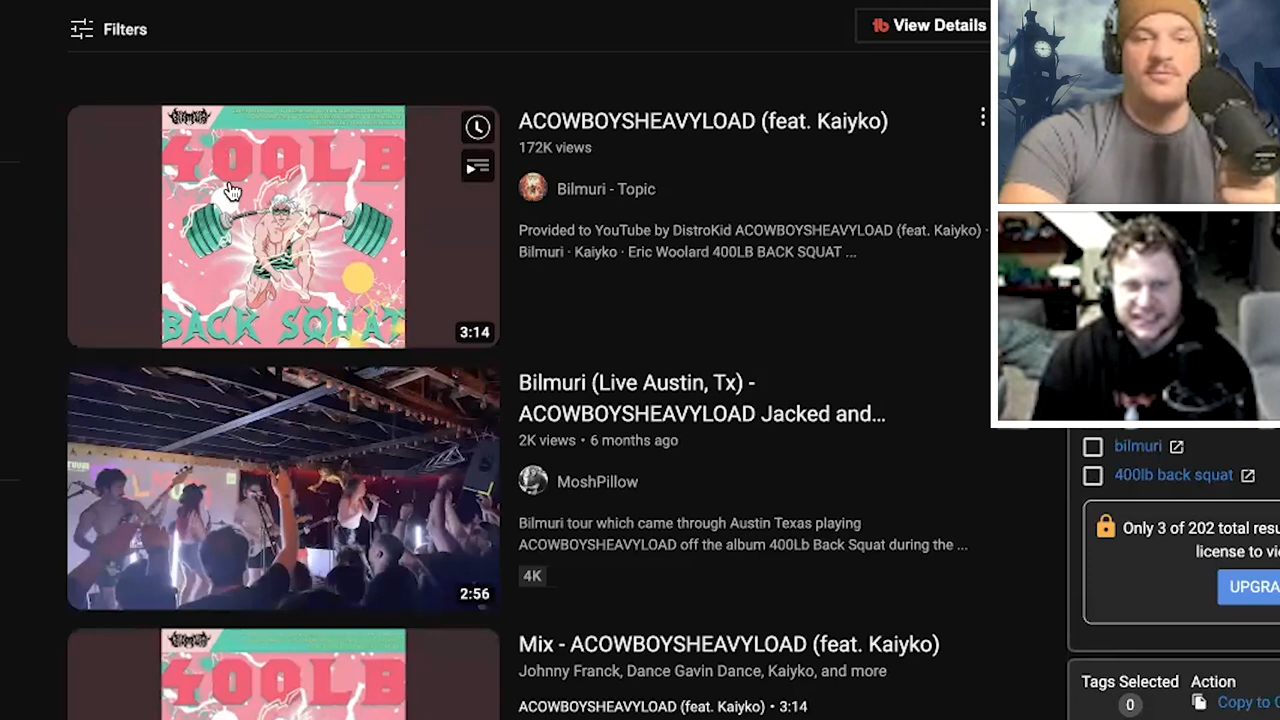 Filters
View Details
400LB
BACK SQUAT
3:14
ACOWBOYSHEAVYLOAD (feat. Kaiyko)
172K views
Bilmuri - Topic
Provided to YouTube by DistroKid ACOWBOYSHEAVYLOAD (feat. Kaiyko) ·
Bilmuri · Kaiyko · Eric Woolard 400LB BACK SQUAT ...
2:56
Bilmuri (Live Austin, Tx) -
ACOWBOYSHEAVYLOAD Jacked and...
2K views • 6 months ago
MoshPillow
Bilmuri tour which came through Austin Texas playing
ACOWBOYSHEAVYLOAD off the album 400Lb Back Squat during the ...
4K
400LB
Mix - ACOWBOYSHEAVYLOAD (feat. Kaiyko)
Johnny Franck, Dance Gavin Dance, Kaiyko, and more
ACOWBOYSHEAVYLOAD (feat. Kaiyko) • 3:14
bilmuri
400lb back squat
Only 3 of 202 total resu
license to vie
UPGRA
Tags Selected Action
0 Copy to C